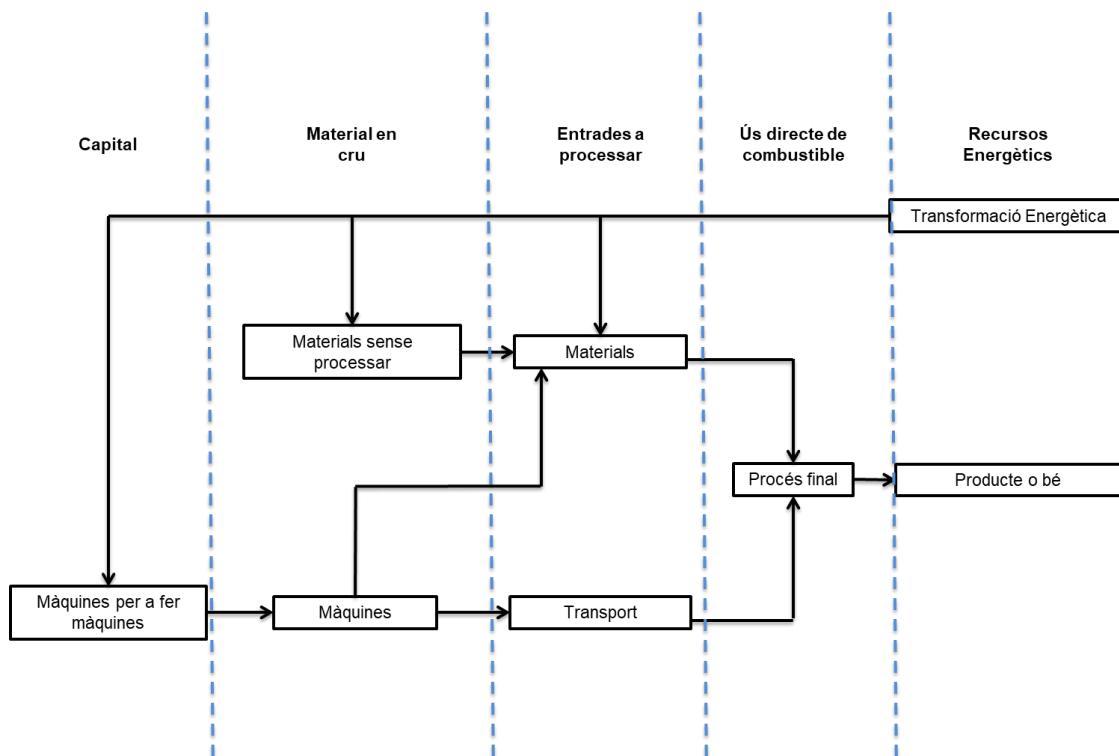 Capital
Material en
cru
Entrades a
processar
Ús directe de
combustible
Recursos
Energètics
Transformació Energètica
Materials sense
processar
Materials
Procés final
Producte o bé
Màquines per a fer
màquines
Màquines
Transport